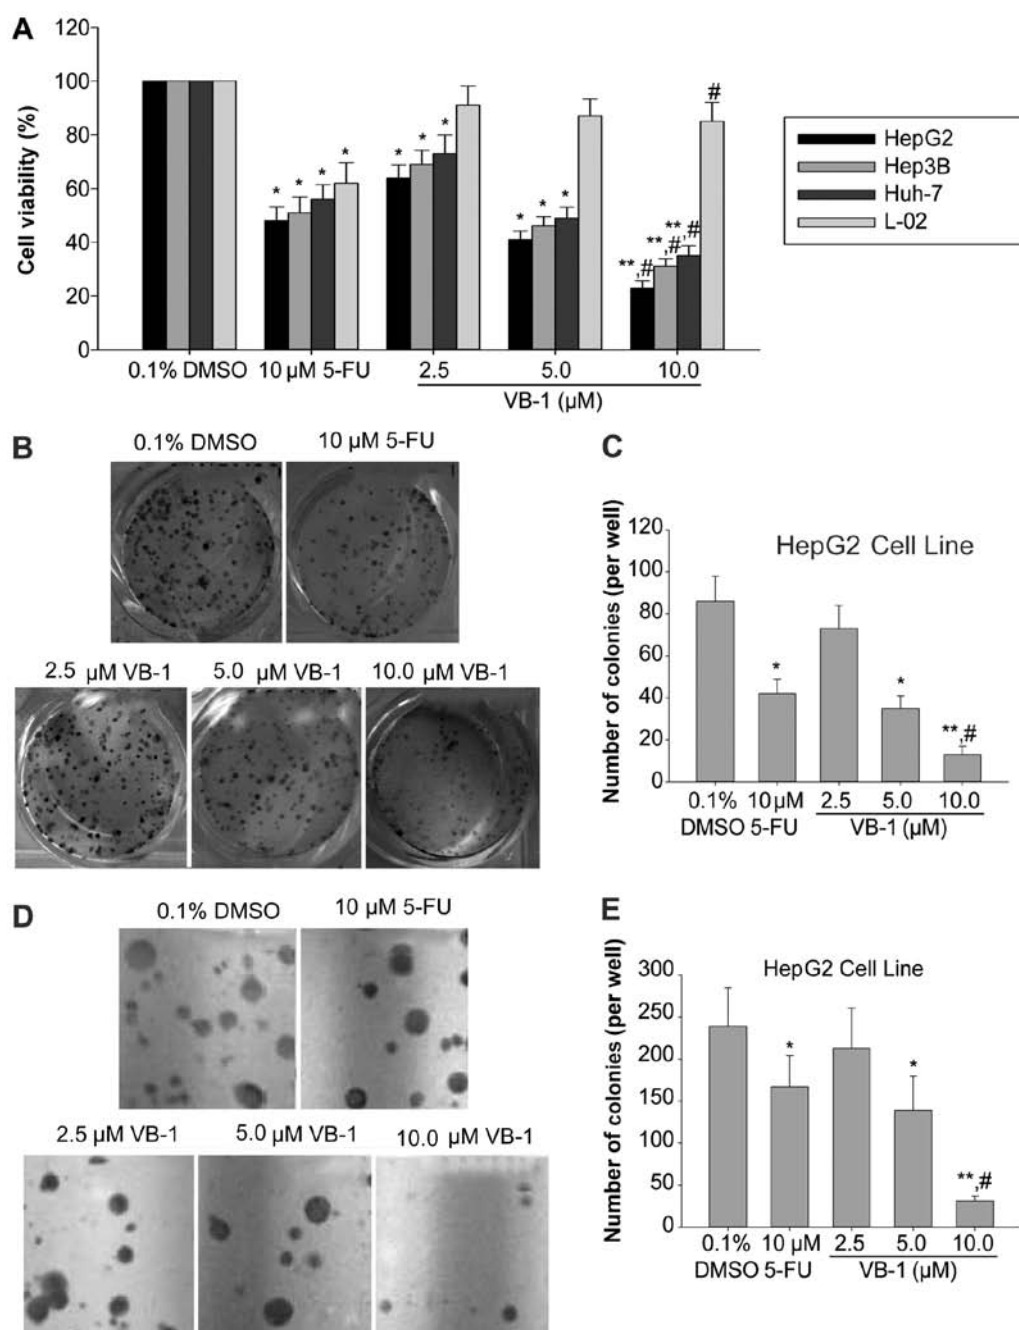 A
Cell viability (%)
120
100
80
60
40
20
0
* * * *
* * *
* * *
**,# **,# **,# #
0.1% DMSO 10 µM 5-FU 2.5 5.0 10.0
VB-1 (µM)
HepG2
Hep3B
Huh-7
L-02
B
0.1% DMSO 10 µM 5-FU
2.5 µM VB-1 5.0 µM VB-1 10.0 µM VB-1
C
HepG2 Cell Line
Number of colonies (per well)
120
100
80
60
40
20
0
* * **,#
0.1% 10 µM 2.5 5.0 10.0
DMSO 5-FU VB-1 (µM)
D
0.1% DMSO 10 µM 5-FU
2.5 µM VB-1 5.0 µM VB-1 10.0 µM VB-1
E
HepG2 Cell Line
Number of colonies (per well)
300
250
200
150
100
50
0
* * **,#
0.1% 10 µM 2.5 5.0 10.0
DMSO 5-FU VB-1 (µM)